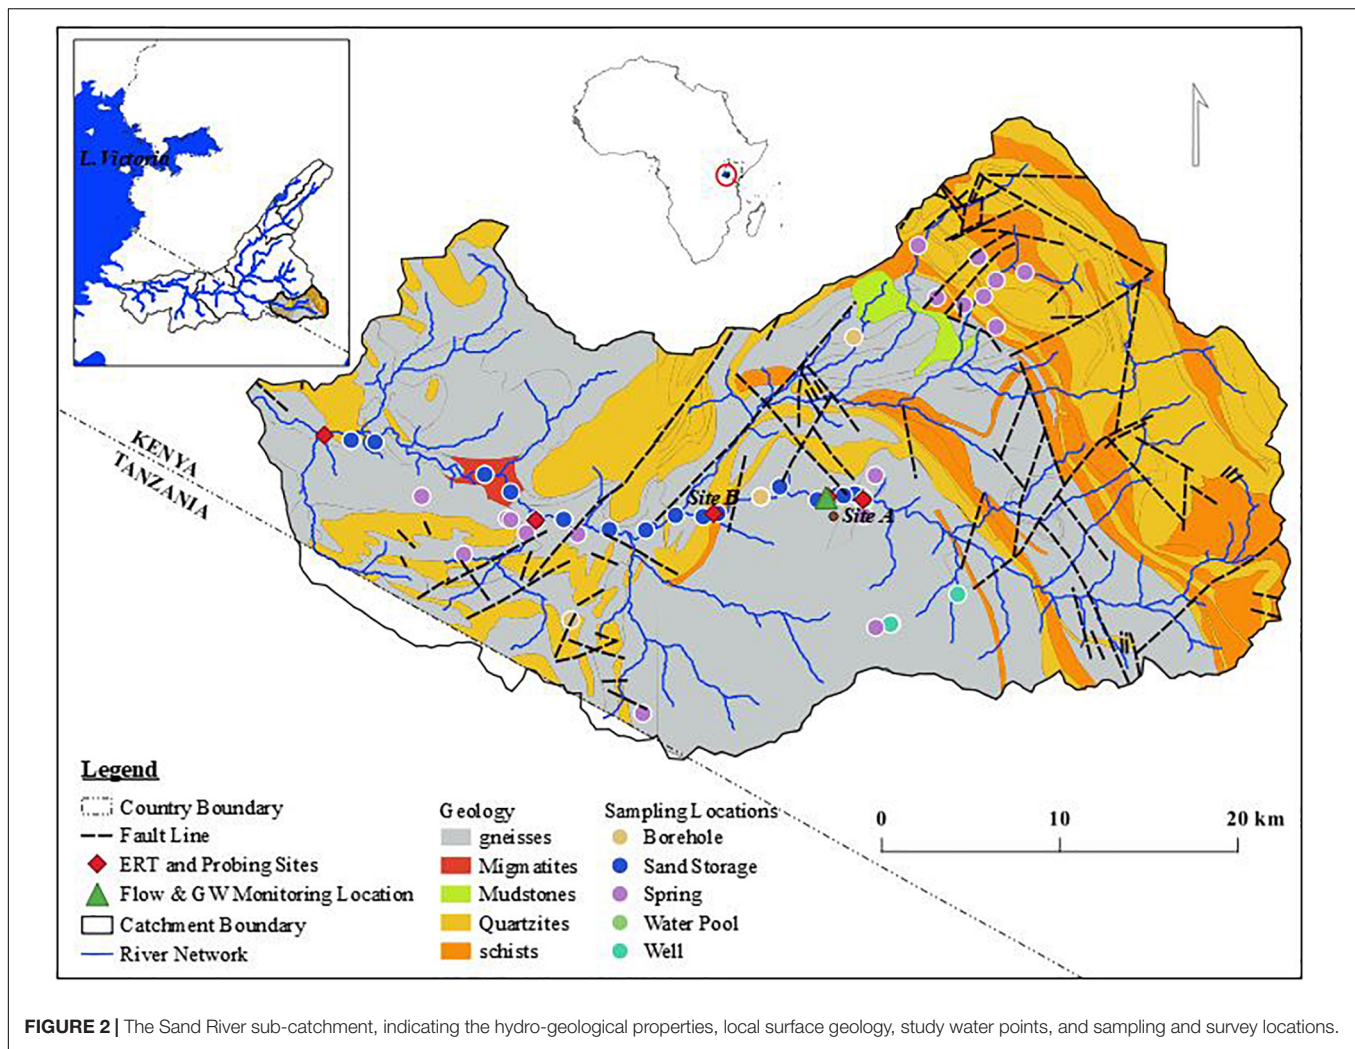 L. Victoria
KENYA
TANZANIA
Site B
Site A
Legend
Country Boundary
Fault Line
ERT and Probing Sites
Flow & GW Monitoring Location
Catchment Boundary
River Network
Geology
gneisses
Migmatites
Mudstones
Quartzites
schists
Sampling Locations
Borehole
Sand Storage
Spring
Water Pool
Well
0 10 20 km
FIGURE 2 | The Sand River sub-catchment, indicating the hydro-geological properties, local surface geology, study water points, and sampling and survey locations.